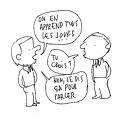 ON EN
APPREND TOUS
LES JOURS...
TU
CROIS ?
NON, JE DIS
ÇA POUR
PARLER